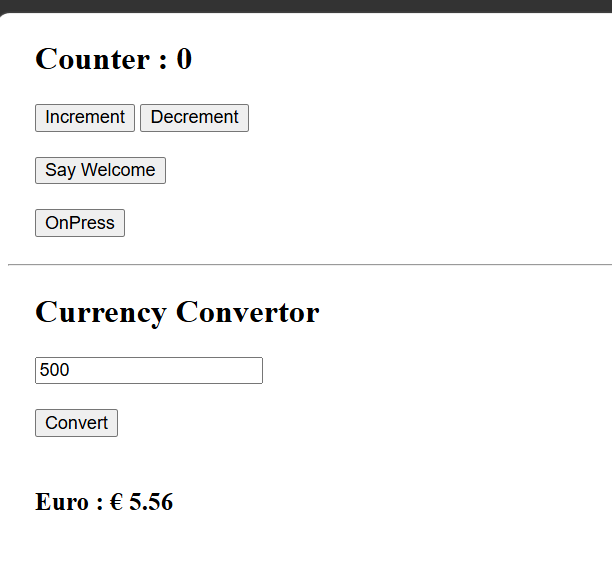 Counter : 0
Increment Decrement
Say Welcome
OnPress
Currency Convertor
500
Convert
Euro : € 5.56